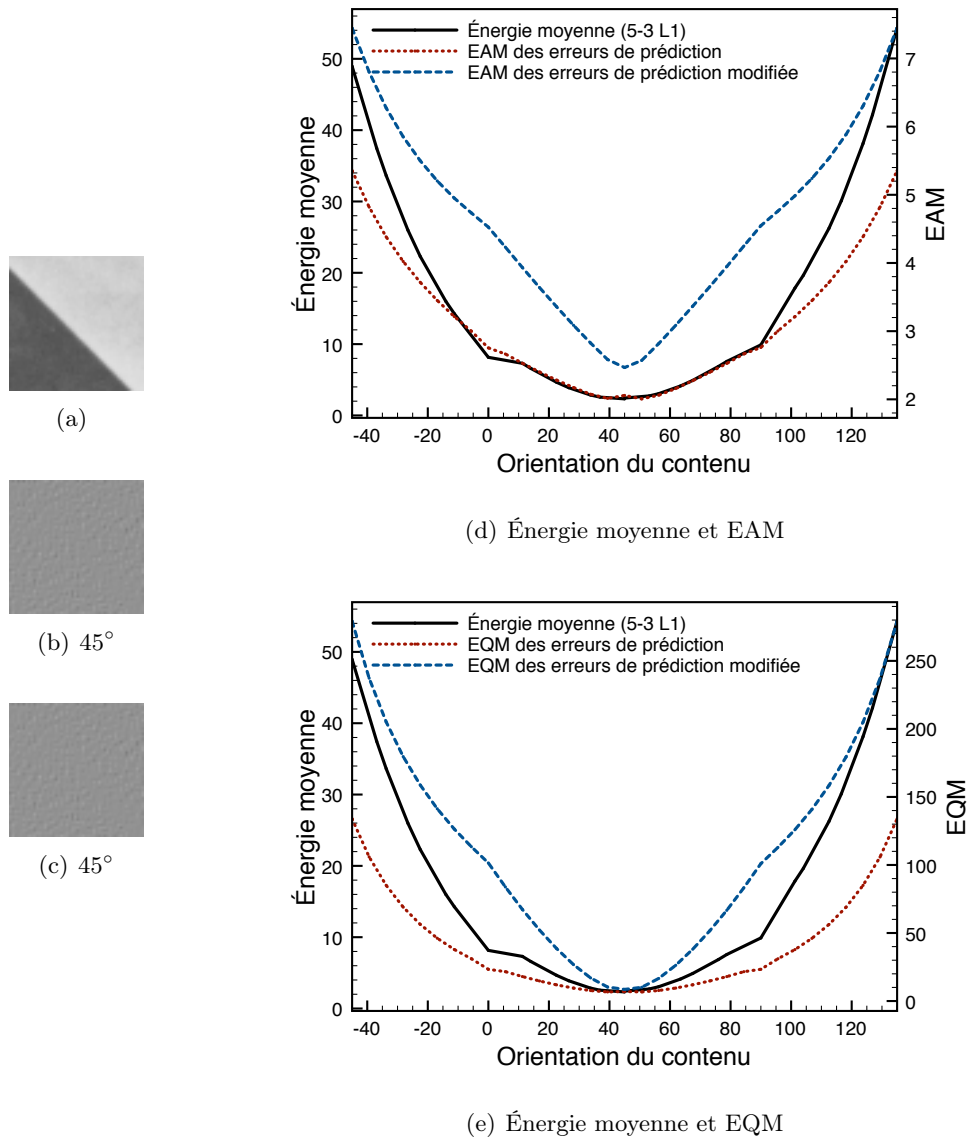 (a)
(b) 45°
(c) 45°
Énergie moyenne (5-3 L1)
EAM des erreurs de prédiction
EAM des erreurs de prédiction modifiée
Énergie moyenne
50
40
30
20
10
0
7
6
5
4
3
2
EAM
-40 -20 0 20 40 60 80 100 120
Orientation du contenu
(d) Énergie moyenne et EAM
Énergie moyenne (5-3 L1)
EQM des erreurs de prédiction
EQM des erreurs de prédiction modifiée
Énergie moyenne
50
40
30
20
10
0
250
200
150
100
50
0
EQM
-40 -20 0 20 40 60 80 100 120
Orientation du contenu
(e) Énergie moyenne et EQM